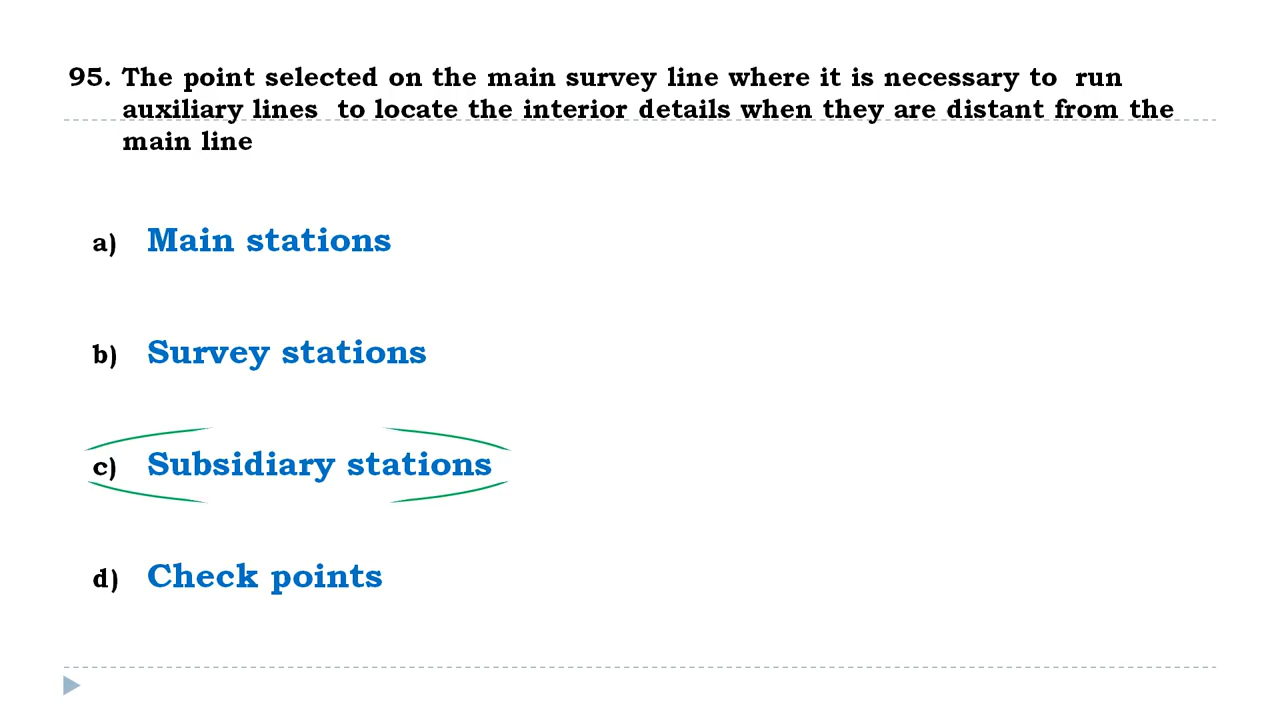 95. The point selected on the main survey line where it is necessary to run
auxiliary lines to locate the interior details when they are distant from the
main line
a) Main stations
b) Survey stations
c) Subsidiary stations
d) Check points